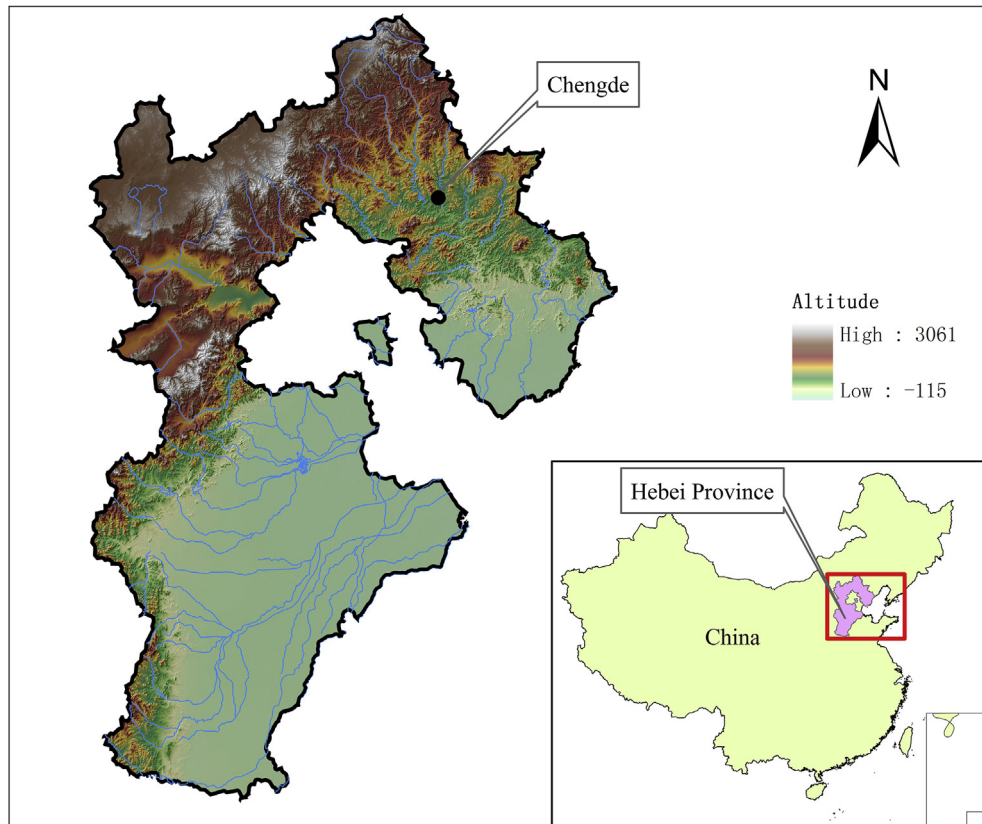 Chengde
N
Altitude
High : 3061
Low : -115
Hebei Province
China